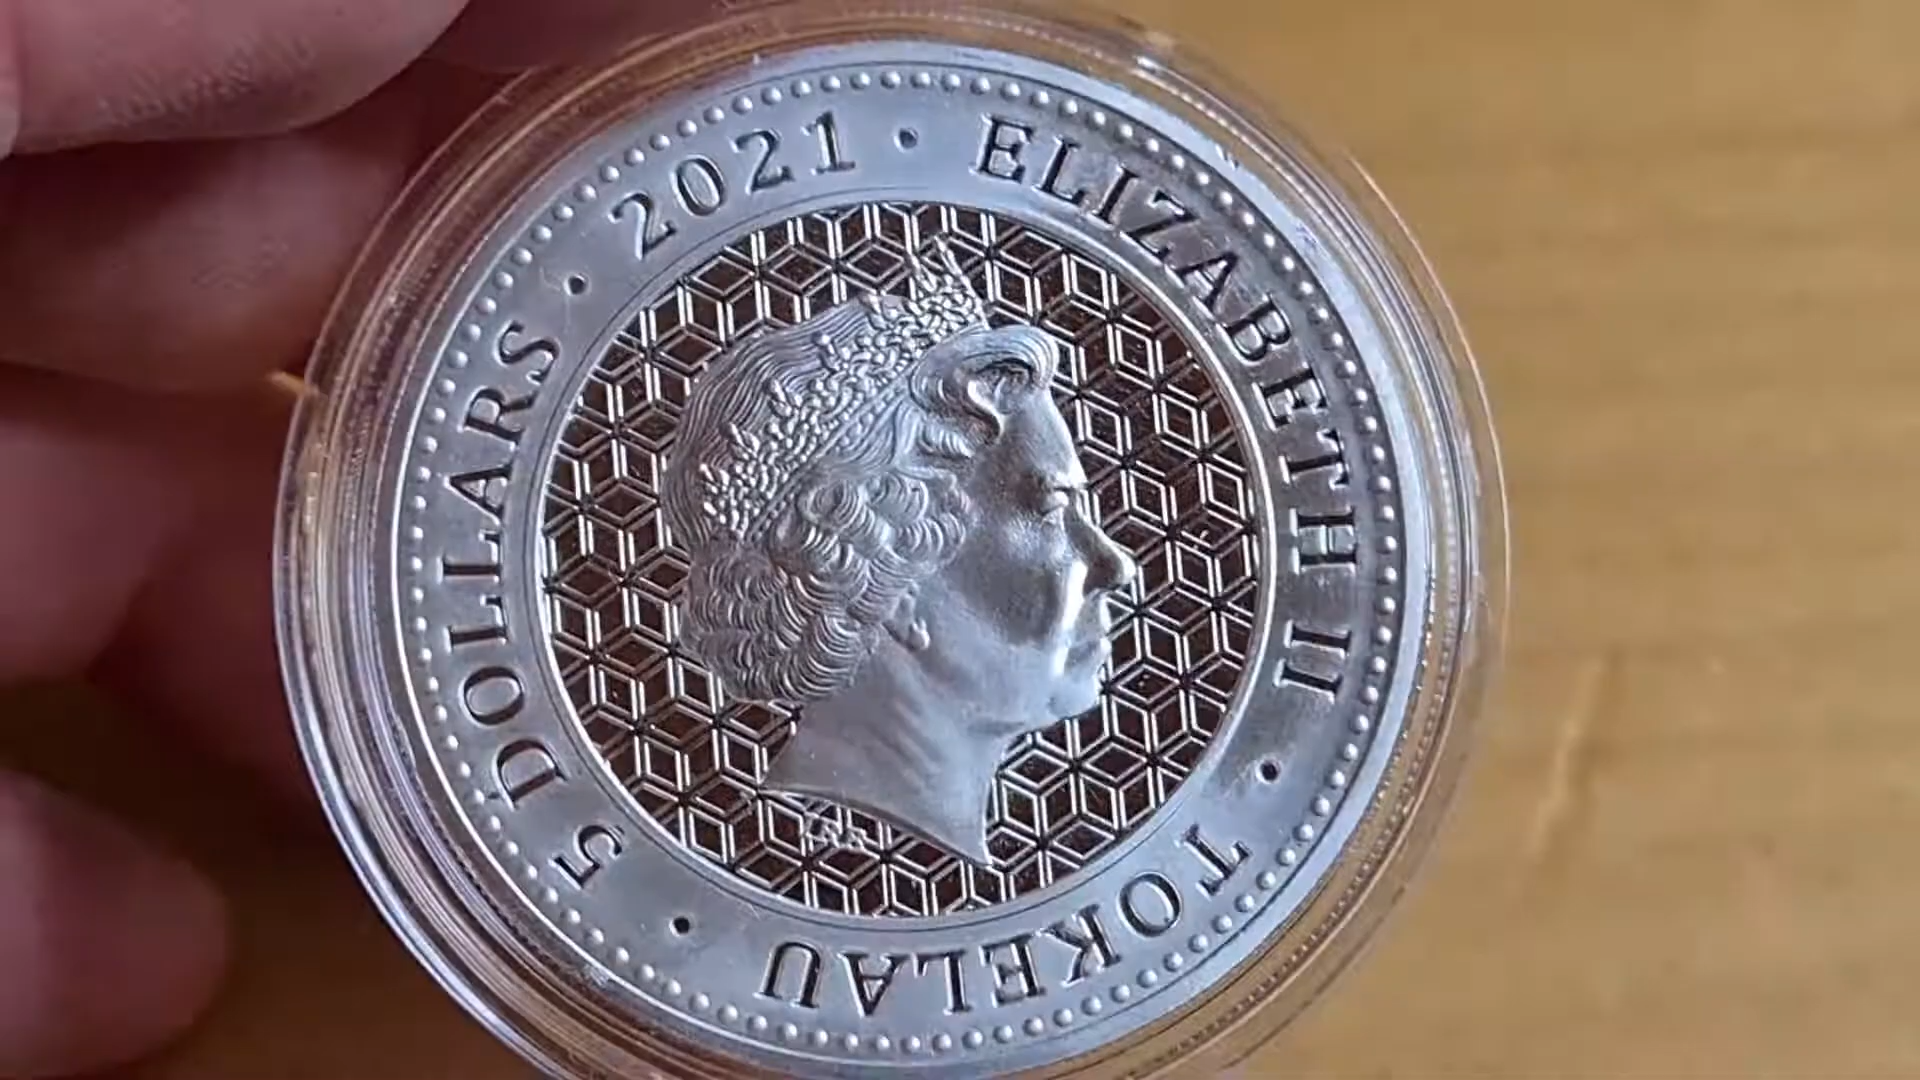 ELIZABETH II · TOKELAU · 5 DOLLARS · 2021 ·